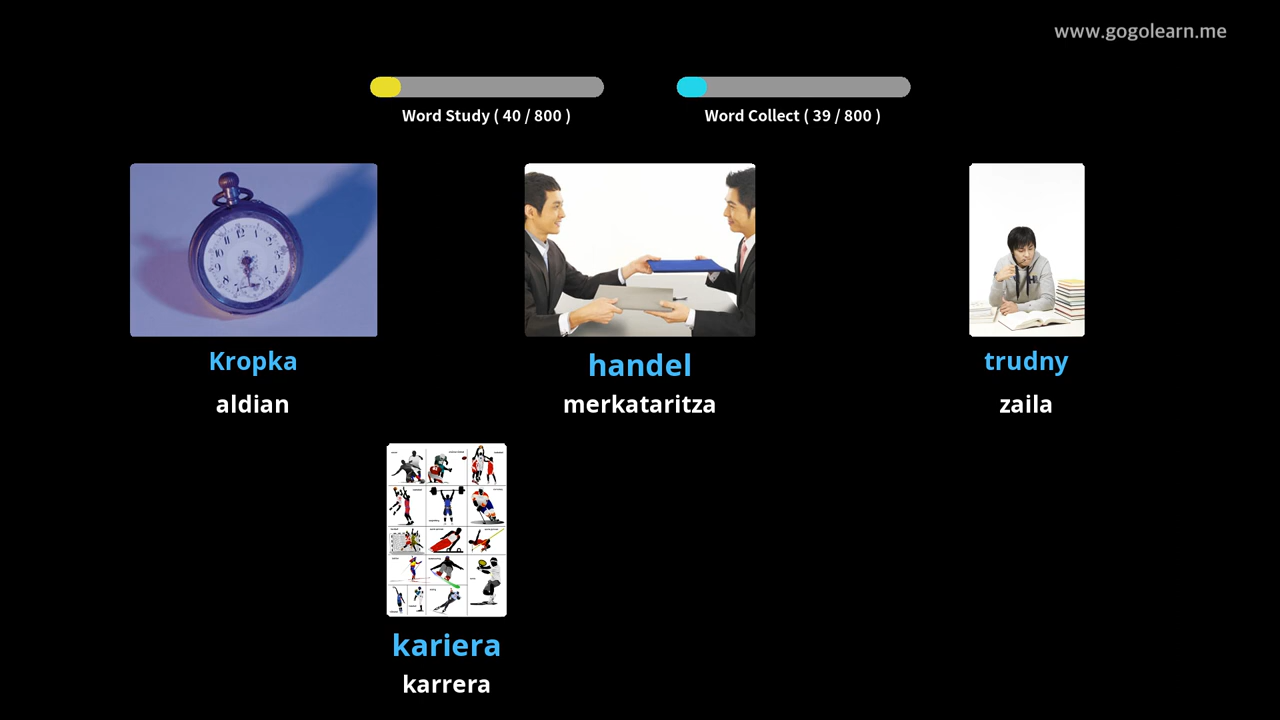 www.gogolearn.me
Word Study ( 40 / 800 )
Word Collect ( 39 / 800 )
Kropka
aldian
handel
merkataritza
trudny
zaila
kariera
karrera